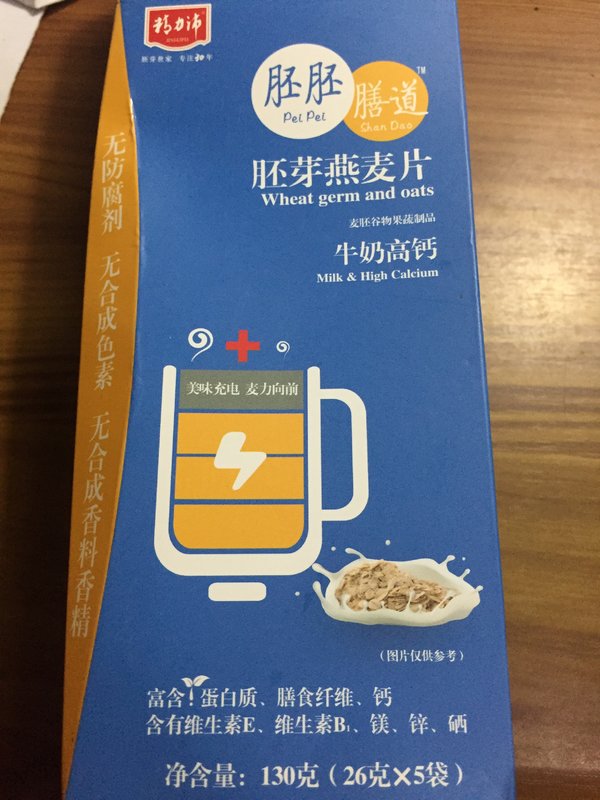 精力沛
JINGLIPEI
胚芽世家 专注30年
胚胚
Pei Pei
膳道™
Shan Dao
胚芽燕麦片
Wheat germ and oats
麦胚谷物果蔬制品
牛奶高钙
Milk & High Calcium
无防腐剂 无合成色素 无合成香料香精
美味充电 麦力向前
（图片仅供参考）
富含！蛋白质、膳食纤维、钙
含有维生素E、维生素B₁、镁、锌、硒
净含量：130克（26克×5袋）